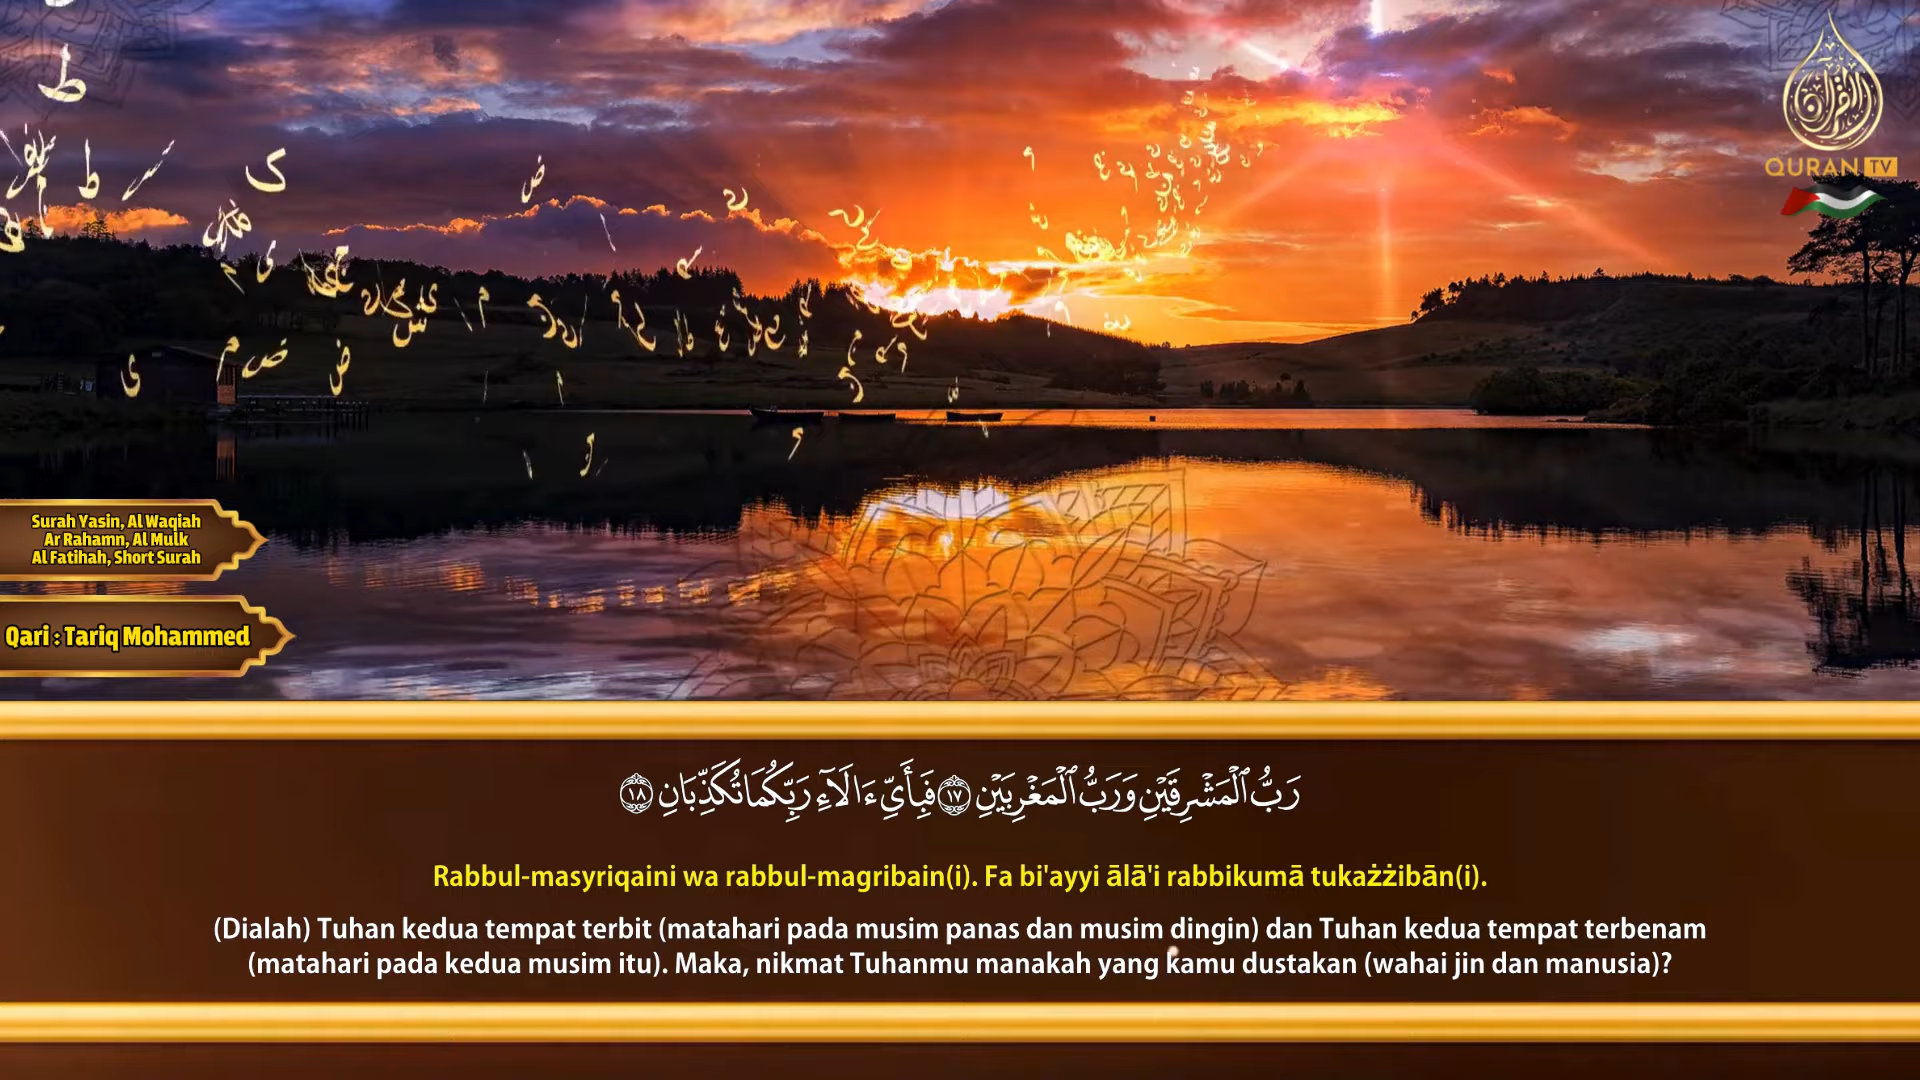 القرآن
QURAN TV
Surah Yasin, Al Waqiah
Ar Rahamn, Al Mulk
Al Fatihah, Short Surah
Qari : Tariq Mohammed
رَبُّ ٱلْمَشْرِقَيْنِ وَرَبُّ ٱلْمَغْرِبَيْنِ ١٧ فَبِأَيِّ ءَالَآءِ رَبِّكُمَا تُكَذِّبَانِ ١٨
Rabbul-masyriqaini wa rabbul-magribain(i). Fa bi'ayyi ālā'i rabbikumā tukażżibān(i).
(Dialah) Tuhan kedua tempat terbit (matahari pada musim panas dan musim dingin) dan Tuhan kedua tempat terbenam
(matahari pada kedua musim itu). Maka, nikmat Tuhanmu manakah yang kamu dustakan (wahai jin dan manusia)?